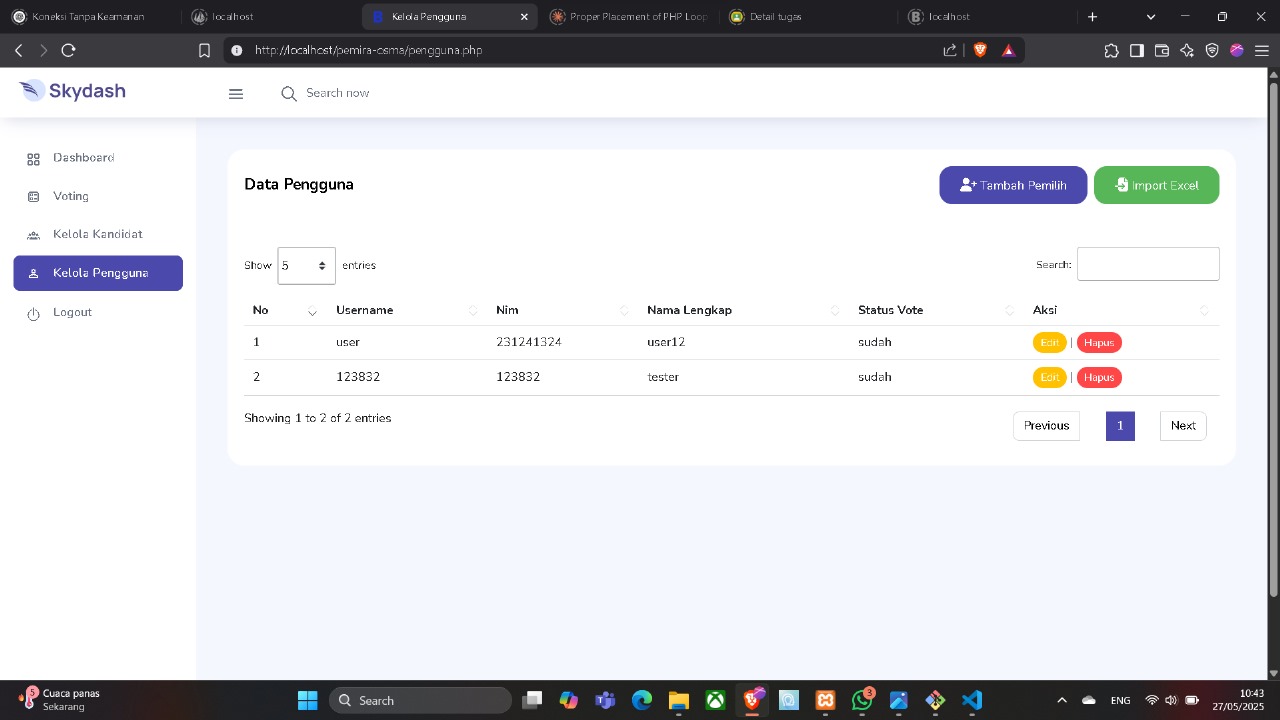 Koneksi Tanpa Keamanan
localhost
Kelola Pengguna
Proper Placement of PHP Loop
Detail tugas
localhost
http://localhost/pemira-osma/pengguna.php
Skydash
Search now
Dashboard
Voting
Kelola Kandidat
Kelola Pengguna
Logout
Data Pengguna
Tambah Pemilih
Import Excel
Show 5 entries
Search:
No Username Nim Nama Lengkap Status Vote Aksi
1 user 231241324 user12 sudah Edit | Hapus
2 123832 123832 tester sudah Edit | Hapus
Showing 1 to 2 of 2 entries
Previous 1 Next
5
Cuaca panas
Sekarang
Search
3
ENG
10:43
27/05/2025